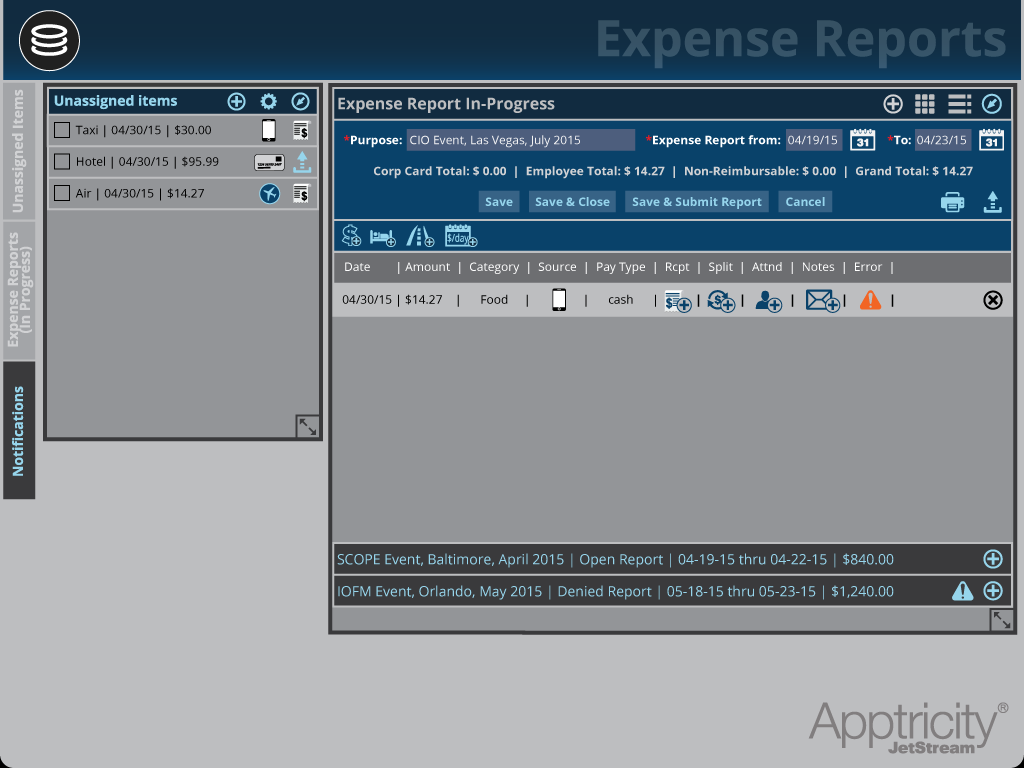 Expense Reports
Unassigned Items
Expense Reports
(In Progress)
Notifications
Unassigned items
Taxi | 04/30/15 | $30.00
$
Hotel | 04/30/15 | $95.99
Air | 04/30/15 | $14.27
$
Expense Report In-Progress
*Purpose: CIO Event, Las Vegas, July 2015 *Expense Report from: 04/19/15 31 *To: 04/23/15 31
Corp Card Total: $ 0.00 | Employee Total: $ 14.27 | Non-Reimbursable: $ 0.00 | Grand Total: $ 14.27
Save Save & Close Save & Submit Report Cancel
$/day
Date | Amount | Category | Source | Pay Type | Rcpt | Split | Attnd | Notes | Error |
04/30/15 | $14.27 | Food | | cash | $ | $ | | | |
SCOPE Event, Baltimore, April 2015 | Open Report | 04-19-15 thru 04-22-15 | $840.00
IOFM Event, Orlando, May 2015 | Denied Report | 05-18-15 thru 05-23-15 | $1,240.00
Apptricity®
JetStream